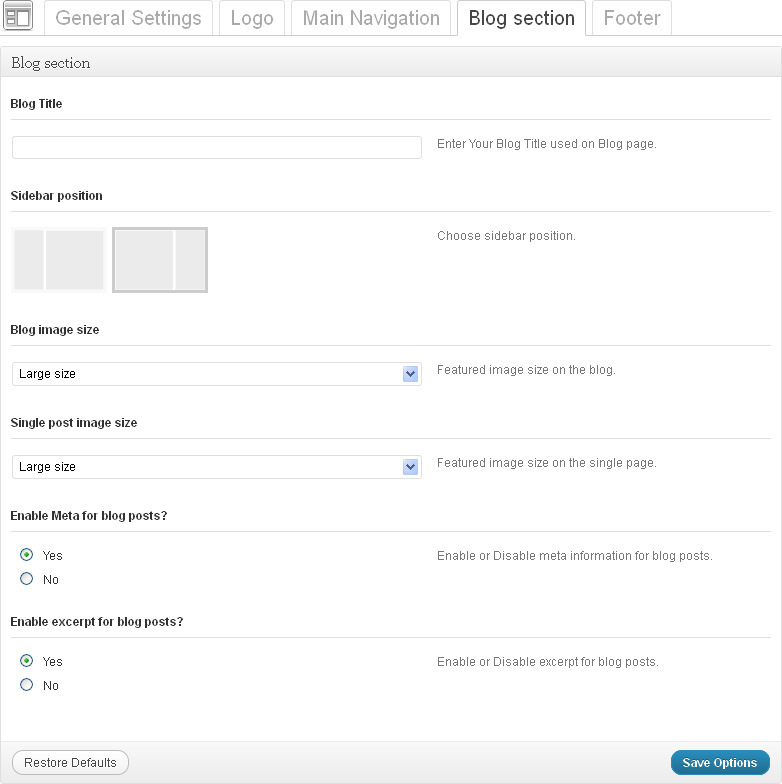 General Settings
Logo
Main Navigation
Blog section
Footer
Blog section
Blog Title
Enter Your Blog Title used on Blog page.
Sidebar position
Choose sidebar position.
Blog image size
Large size
Featured image size on the blog.
Single post image size
Large size
Featured image size on the single page.
Enable Meta for blog posts?
Yes
Enable or Disable meta information for blog posts.
No
Enable excerpt for blog posts?
Yes
Enable or Disable excerpt for blog posts.
No
Restore Defaults
Save Options